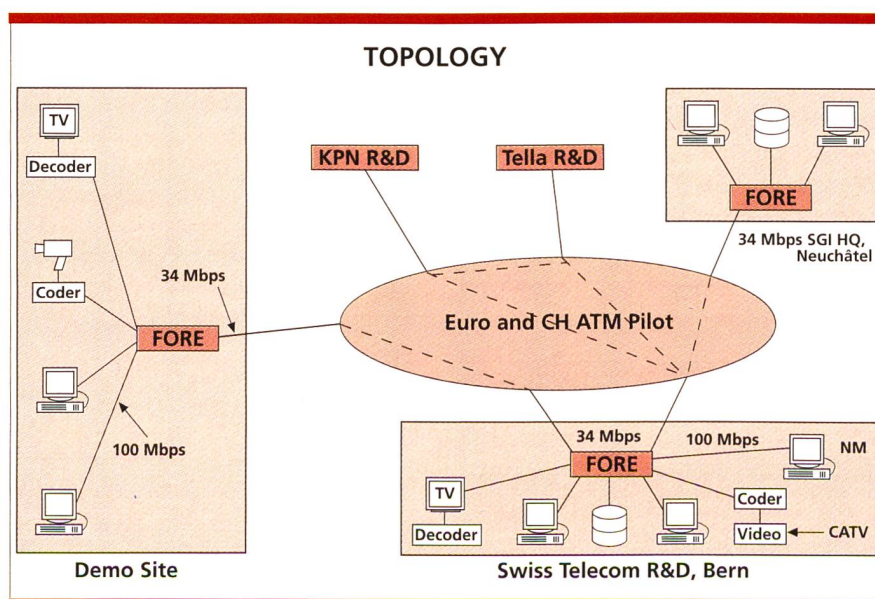 TOPOLOGY
TV
Decoder
Coder
34 Mbps
FORE
100 Mbps
Demo Site
KPN R&D
Tella R&D
Euro and CH ATM Pilot
FORE
34 Mbps SGI HQ,
Neuchâtel
34 Mbps
100 Mbps
FORE
NM
TV
Decoder
Coder
Video
CATV
Swiss Telecom R&D, Bern